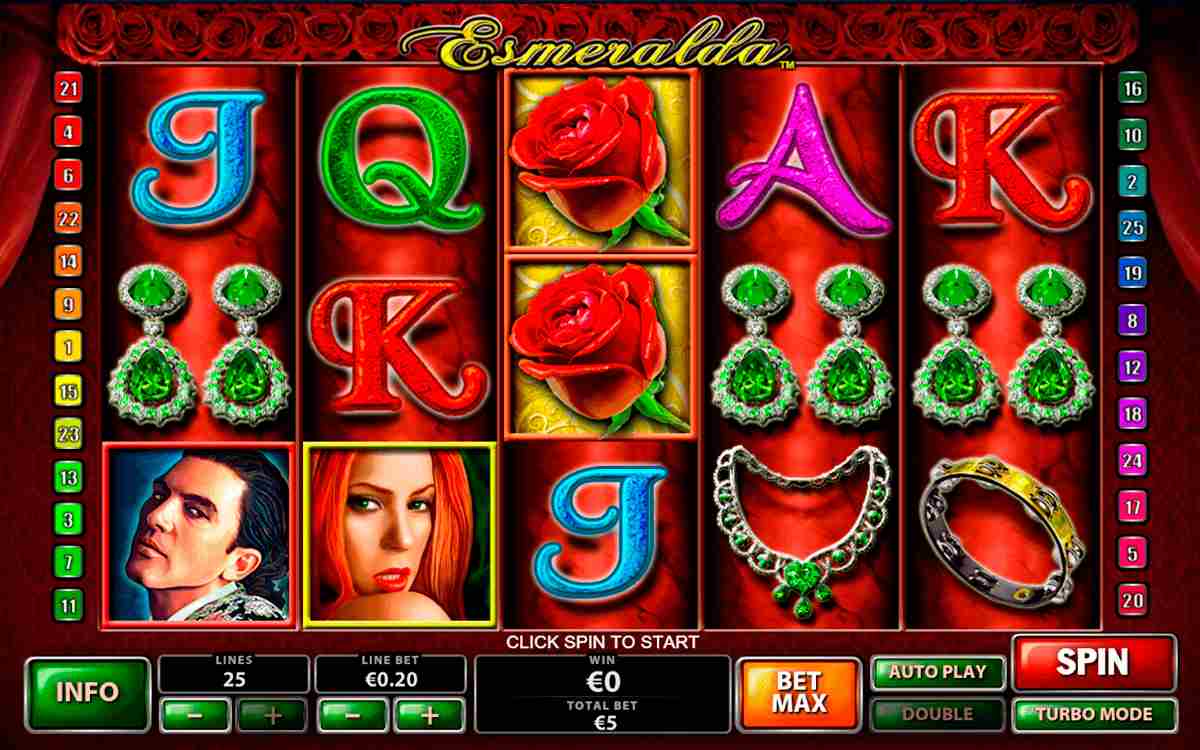 Esmeralda™
21
4
6
22
14
9
1
15
23
13
3
7
11
J Q A K
K
J
16
10
2
25
19
8
12
18
24
17
5
20
CLICK SPIN TO START
INFO
LINES
25
− +
LINE BET
€0.20
− +
WIN
€0
TOTAL BET
€5
BET
MAX
AUTO PLAY
DOUBLE
SPIN
TURBO MODE